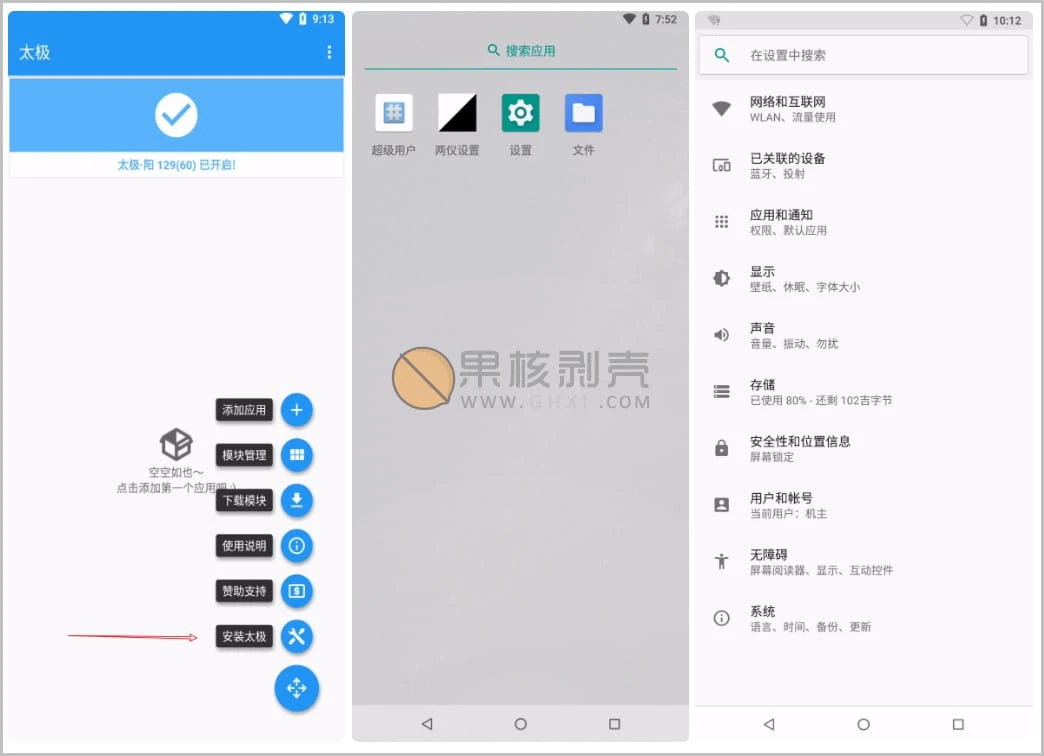 9:13
太极
太极·阳 129(60) 已开启!
添加应用
模块管理
空空如也～
点击添加第一个应用吧 :)
下载模块
使用说明
赞助支持
安装太极
7:52
搜索应用
超级用户
两仪设置
设置
文件
果核剥壳
WWW.GHXI.COM
10:12
在设置中搜索
网络和互联网
WLAN、流量使用
已关联的设备
蓝牙、投射
应用和通知
权限、默认应用
显示
壁纸、休眠、字体大小
声音
音量、振动、勿扰
存储
已使用 80% - 还剩 102吉字节
安全性和位置信息
屏幕锁定
用户和帐号
当前用户：机主
无障碍
屏幕阅读器、显示、互动控件
系统
语言、时间、备份、更新